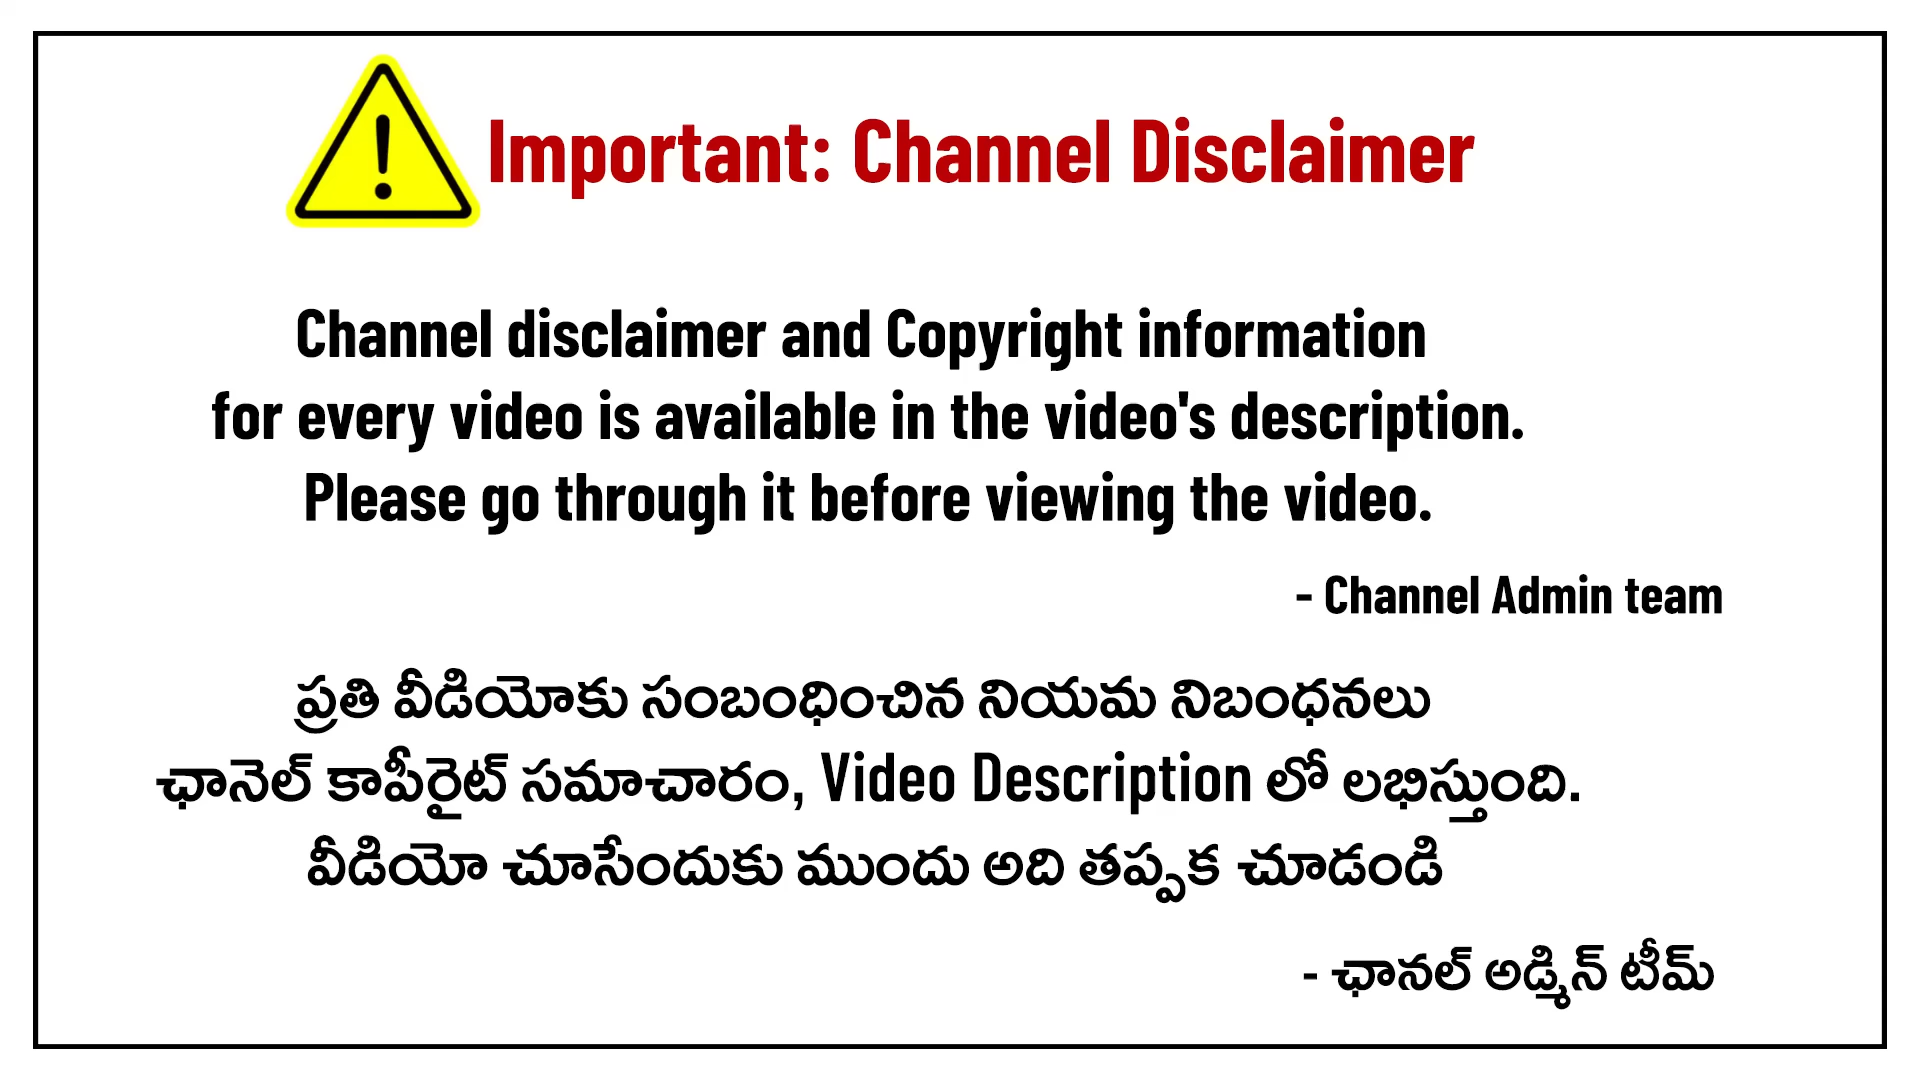 Important: Channel Disclaimer
Channel disclaimer and Copyright information
for every video is available in the video's description.
Please go through it before viewing the video.
- Channel Admin team
ప్రతి వీడియోకు సంబంధించిన నియమ నిబంధనలు
ఛానెల్ కాపీరైట్ సమాచారం, Video Description లో లభిస్తుంది.
వీడియో చూసేందుకు ముందు అది తప్పక చూడండి
- ఛానల్ అడ్మిన్ టీమ్